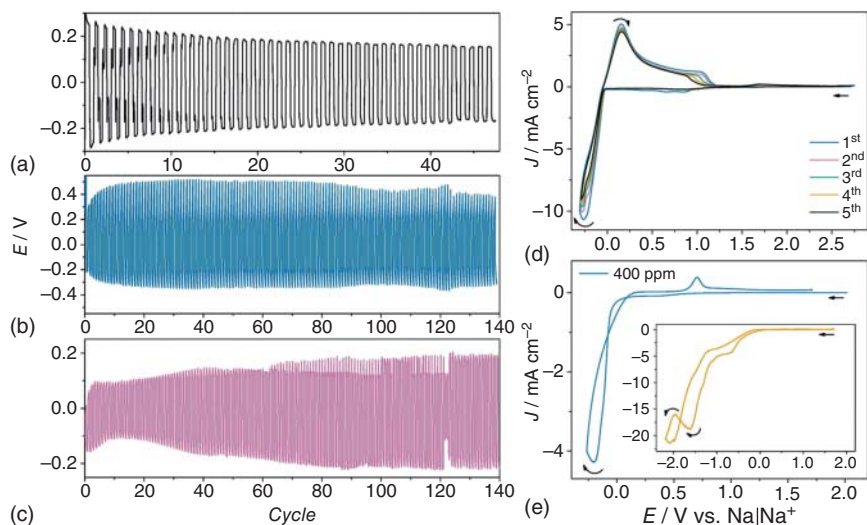 0.2
0.0
−0.2
(a)
0 10 20 30 40
0.4
0.2
0.0
−0.2
−0.4
(b)
0 20 40 60 80 100 120 140
E / V
0.2
0.0
−0.2
(c)
0 20 40 60 80 100 120 140
Cycle
5
0
−5
−10
J / mA cm−2
1st
2nd
3rd
4th
5th
(d)
0.0 0.5 1.0 1.5 2.0 2.5
400 ppm
0
−1
−2
−3
−4
J / mA cm−2
0
−5
−10
−15
−20
−2.0 −1.0 0.0 1.0 2.0
(e)
0.0 0.5 1.0 1.5 2.0
E / V vs. Na|Na+